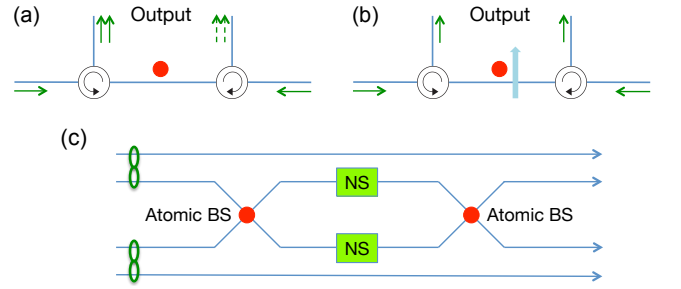 (a) Output
(b) Output
(c)
NS
Atomic BS Atomic BS
NS